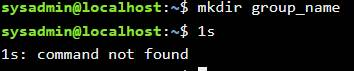 sysadmin@localhost:~$ mkdir group_name
sysadmin@localhost:~$ 1s
1s: command not found